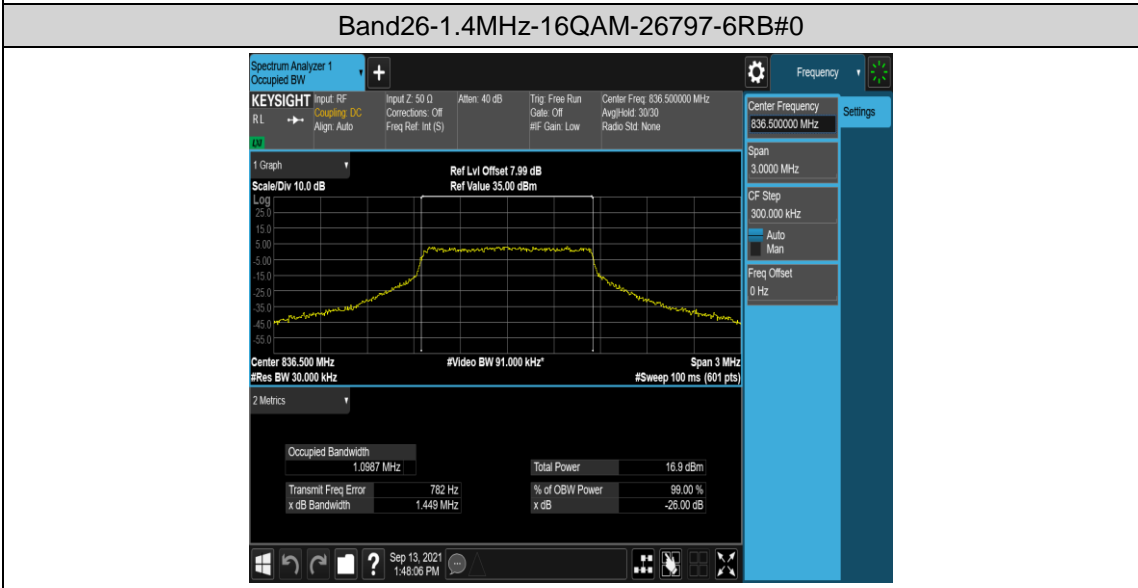 Band26-1.4MHz-16QAM-26797-6RB#0
Spectrum Analyzer 1
Occupied BW
Frequency
KEYSIGHT
RL
Input: RF
Coupling: DC
Align: Auto
Input Z: 50 Ω
Corrections: Off
Freq Ref: Int (S)
Atten: 40 dB
Trig: Free Run
Gate: Off
#IF Gain: Low
Center Freq: 836.500000 MHz
Avg|Hold: 30/30
Radio Std: None
Center Frequency
836.500000 MHz
Settings
Span
3.0000 MHz
CF Step
300.000 kHz
Auto
Man
Freq Offset
0 Hz
1 Graph
Ref Lvl Offset 7.99 dB
Scale/Div 10.0 dB
Ref Value 35.00 dBm
Log
25.0
15.0
5.00
-5.00
-15.0
-25.0
-35.0
-45.0
-55.0
Center 836.500 MHz
#Video BW 91.000 kHz*
Span 3 MHz
#Res BW 30.000 kHz
#Sweep 100 ms (601 pts)
2 Metrics
Occupied Bandwidth
1.0987 MHz
Total Power 16.9 dBm
Transmit Freq Error 782 Hz
% of OBW Power 99.00 %
x dB Bandwidth 1.449 MHz
x dB -26.00 dB
Sep 13, 2021
1:48:06 PM